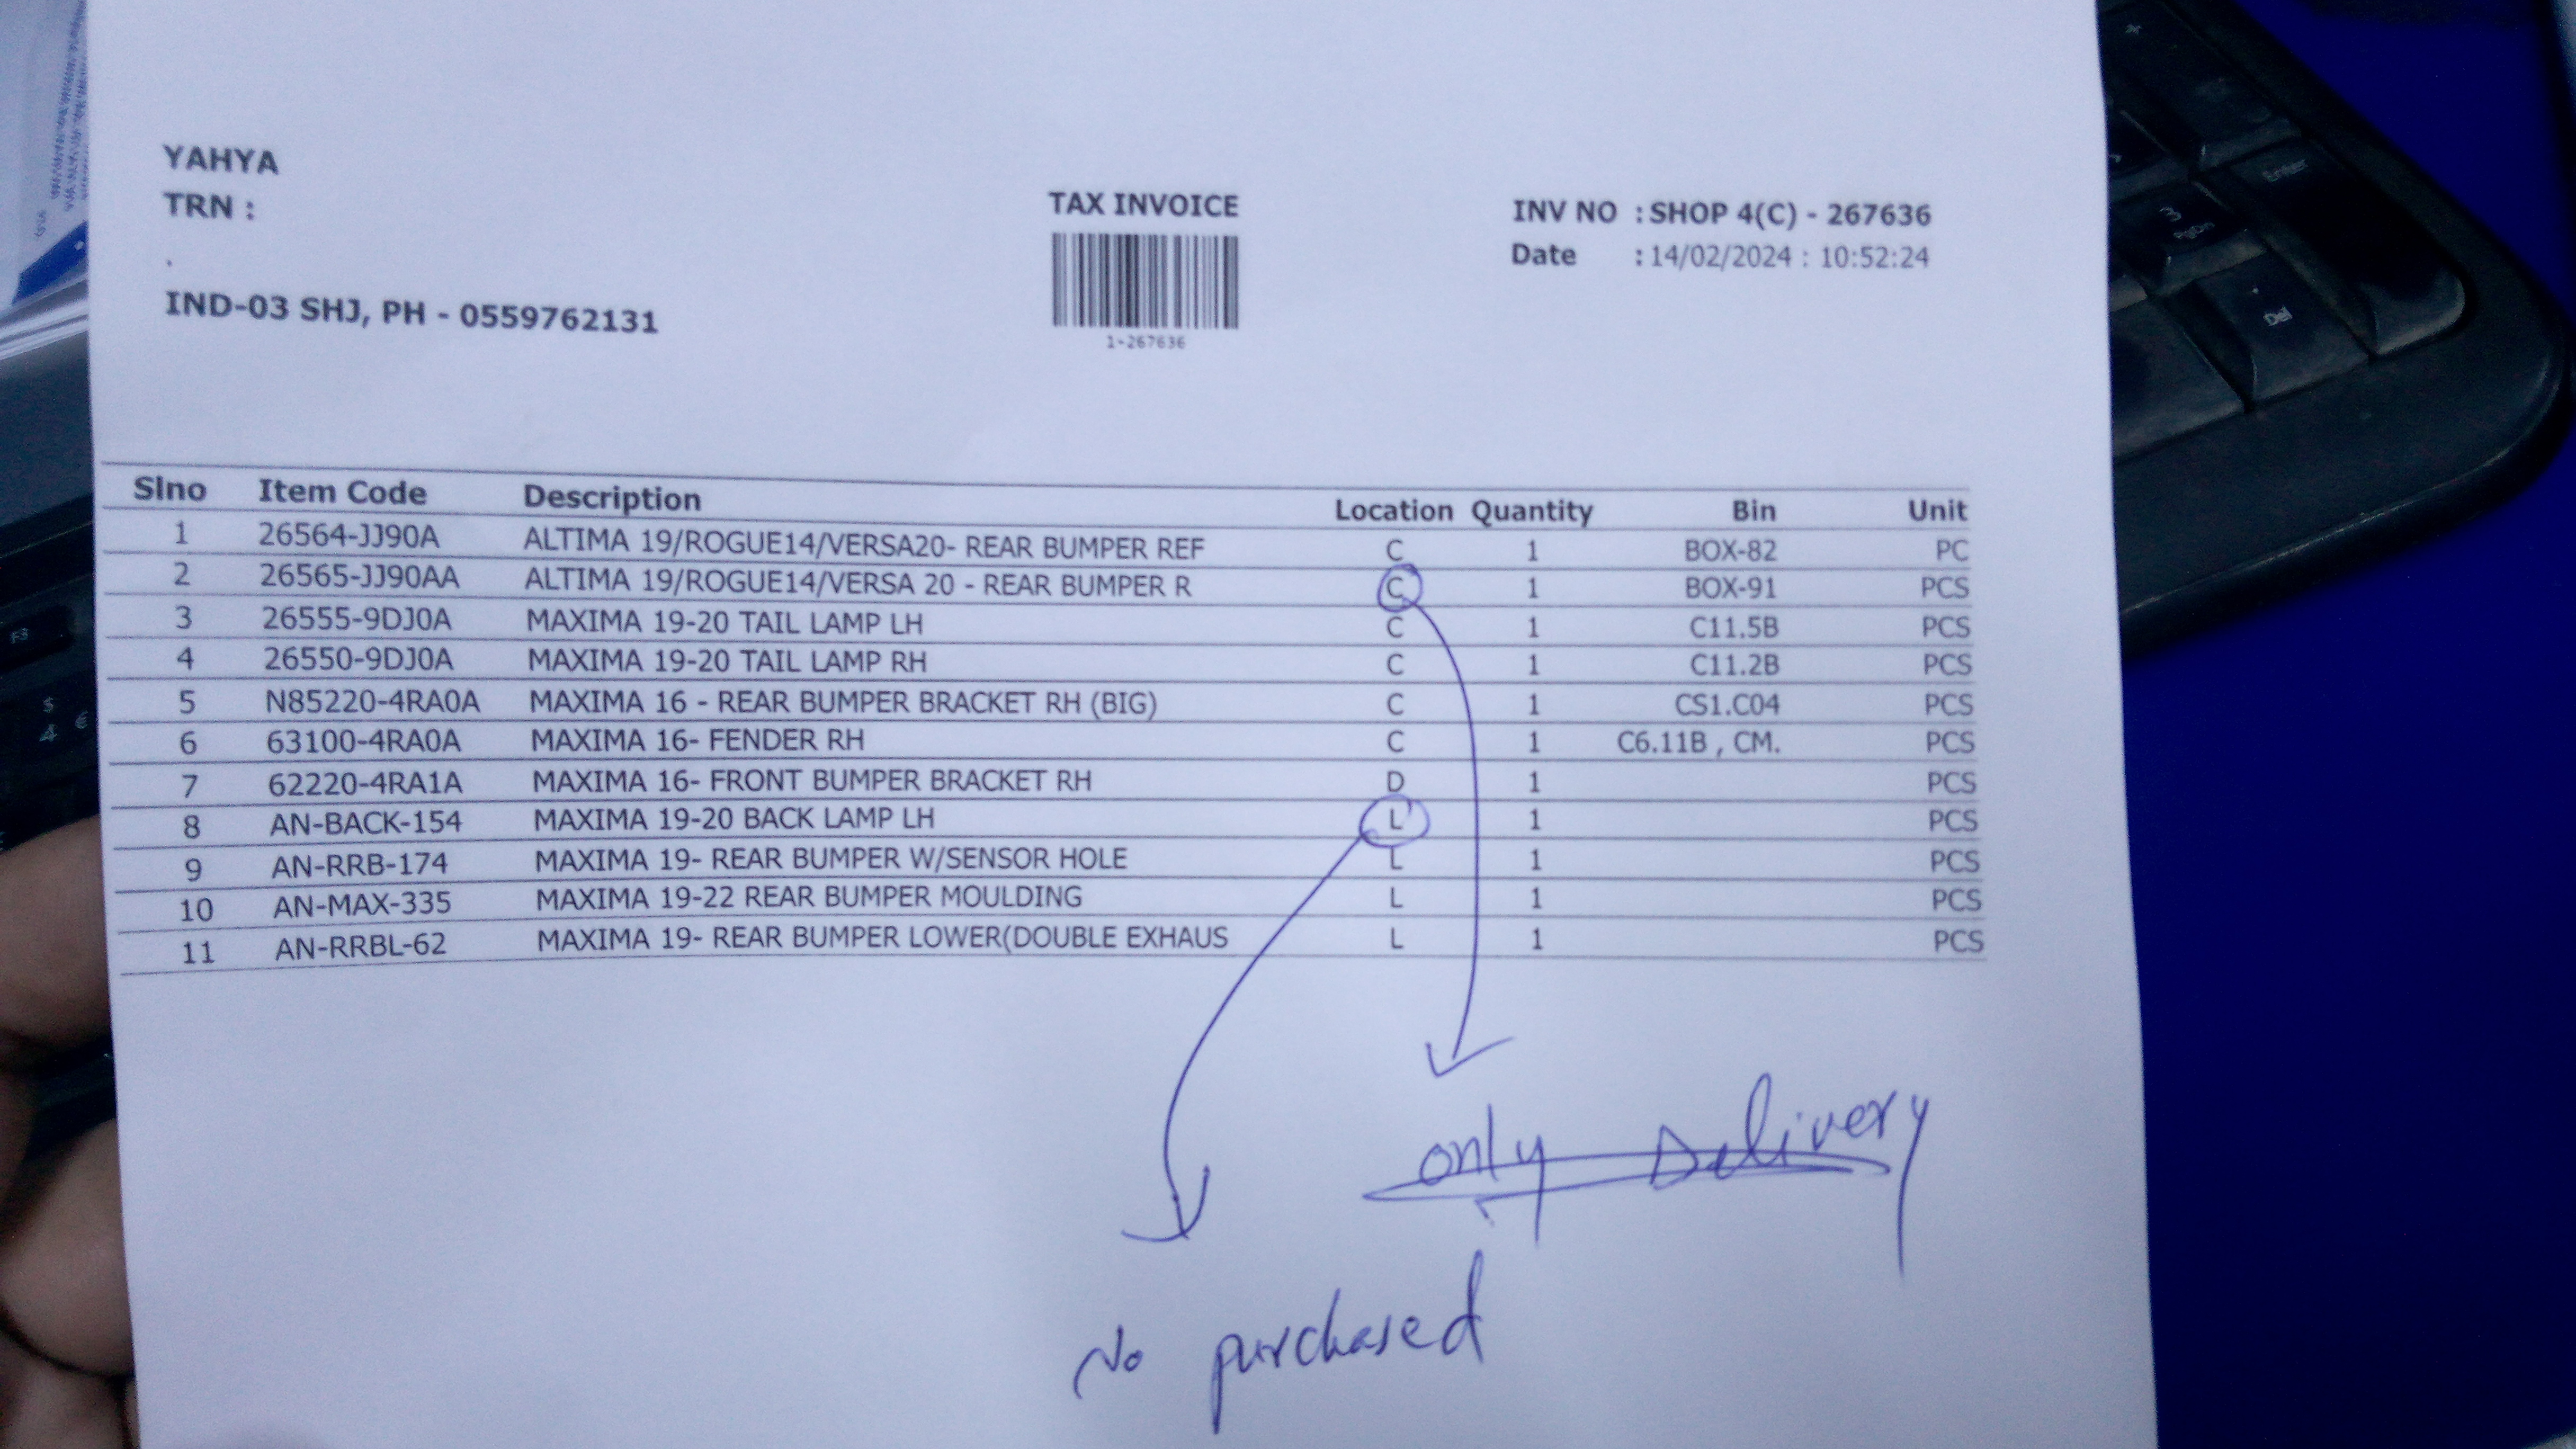 YAHYA
TRN :
.
IND-03 SHJ, PH - 0559762131
TAX INVOICE
1-267636
INV NO : SHOP 4(C) - 267636
Date : 14/02/2024 : 10:52:24
Slno Item Code Description Location Quantity Bin Unit
1 26564-JJ90A ALTIMA 19/ROGUE14/VERSA20- REAR BUMPER REF C 1 BOX-82 PC
2 26565-JJ90AA ALTIMA 19/ROGUE14/VERSA 20 - REAR BUMPER R C 1 BOX-91 PCS
3 26555-9DJ0A MAXIMA 19-20 TAIL LAMP LH C 1 C11.5B PCS
4 26550-9DJ0A MAXIMA 19-20 TAIL LAMP RH C 1 C11.2B PCS
5 N85220-4RA0A MAXIMA 16 - REAR BUMPER BRACKET RH (BIG) C 1 CS1.C04 PCS
6 63100-4RA0A MAXIMA 16- FENDER RH C 1 C6.11B , CM. PCS
7 62220-4RA1A MAXIMA 16- FRONT BUMPER BRACKET RH D 1 PCS
8 AN-BACK-154 MAXIMA 19-20 BACK LAMP LH L 1 PCS
9 AN-RRB-174 MAXIMA 19- REAR BUMPER W/SENSOR HOLE L 1 PCS
10 AN-MAX-335 MAXIMA 19-22 REAR BUMPER MOULDING L 1 PCS
11 AN-RRBL-62 MAXIMA 19- REAR BUMPER LOWER(DOUBLE EXHAUS L 1 PCS
only Delivery
No purchased
Enter
3
PgDn
Del
F3
$
4 €